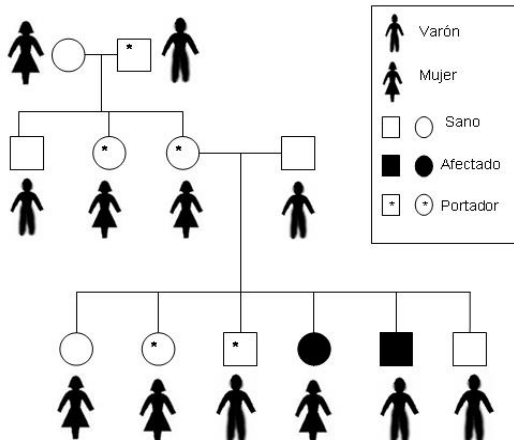 Varón
Mujer
Sano
Afectado
* * Portador
*
* *
* *